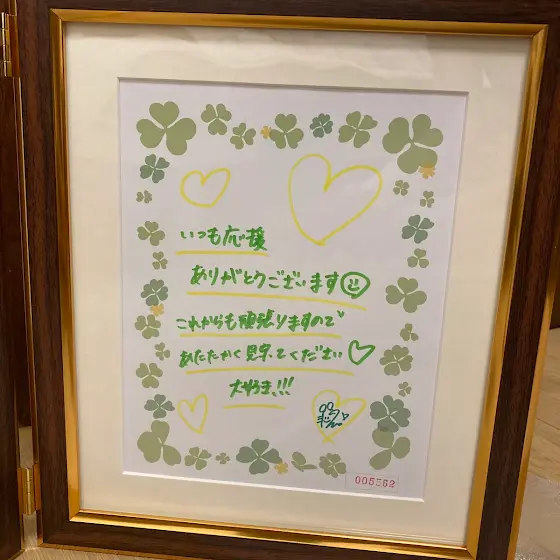 いつも応援
ありがとうございます
これからも頑張りますので
あたたかく見守ってください
大好き!!!
005562